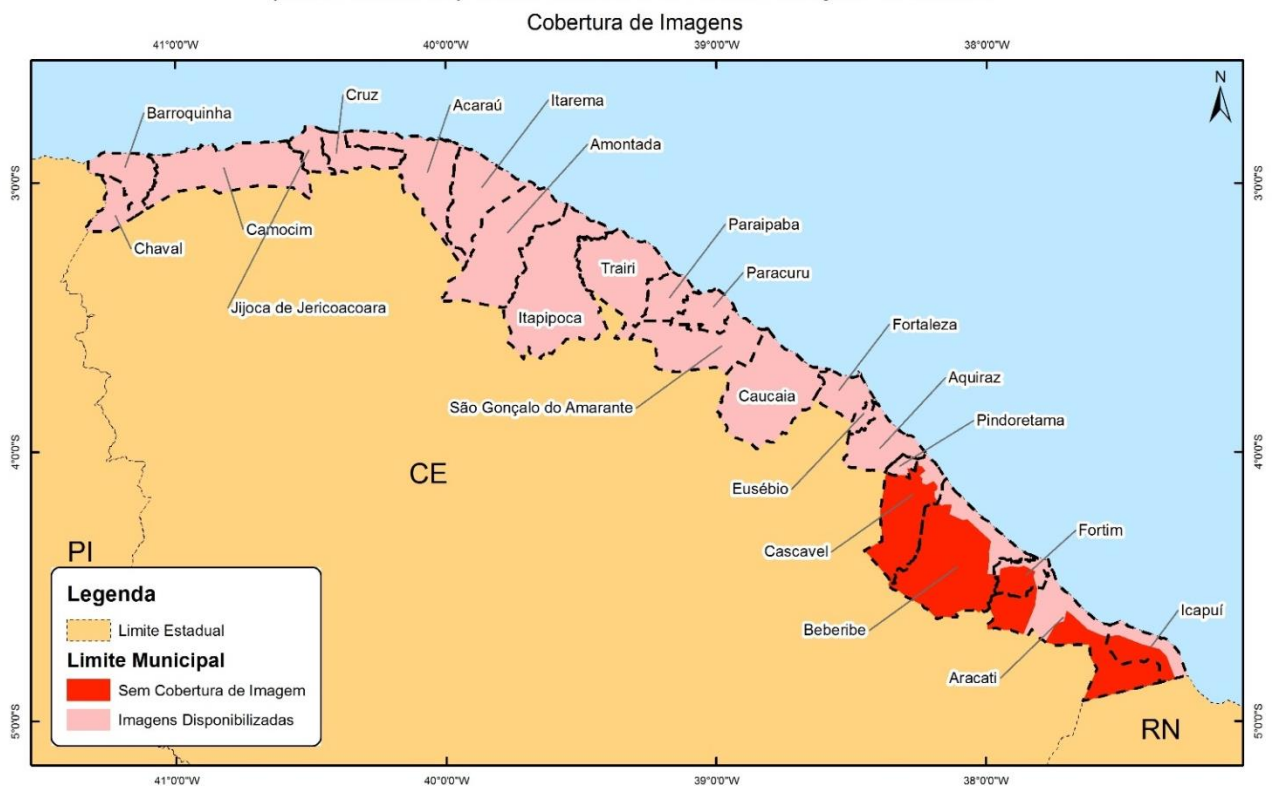 Cobertura de Imagens
41°0'0"W
40°0'0"W
39°0'0"W
38°0'0"W
N
Barroquinha
Cruz
Acaraú
Itarema
Amontada
3°0'0"S
3°0'0"S
Paraipaba
Camocim
Chaval
Trairi
Paracuru
Jijoca de Jericoacoara
Itapipoca
Fortaleza
Aquiraz
Caucaia
São Gonçalo do Amarante
Pindoretama
4°0'0"S
4°0'0"S
CE
Eusébio
Fortim
Cascavel
PI
Icapuí
Beberibe
Aracati
Legenda
Limite Estadual
Limite Municipal
Sem Cobertura de Imagem
Imagens Disponibilizadas
5°0'0"S
5°0'0"S
RN
41°0'0"W
40°0'0"W
39°0'0"W
38°0'0"W